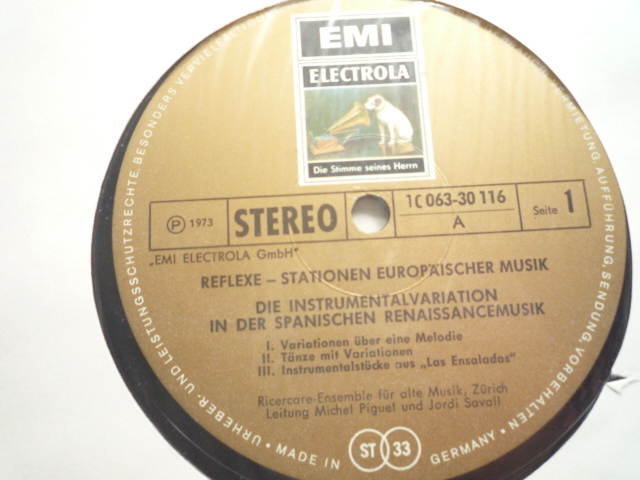 EMI
ELECTROLA
Die Stimme seines Herrn
Ⓟ 1973
STEREO
1C 063-30 116
A
Seite 1
„EMI ELECTROLA GmbH"
REFLEXE – STATIONEN EUROPÄISCHER MUSIK
DIE INSTRUMENTALVARIATION
IN DER SPANISCHEN RENAISSANCEMUSIK
I. Variationen über eine Melodie
II. Tänze mit Variationen
III. Instrumentalstücke aus „Las Ensaladas"
Ricercare-Ensemble für alte Musik, Zürich
Leitung Michel Piguet und Jordi Savall
URHEBER- UND LEISTUNGSSCHUTZRECHTE, BESONDERS VERVIELFÄLTIG
VERMIETUNG, AUFFÜHRUNG, SENDUNG, VORBEHALTEN •
• MADE IN
ST 33
GERMANY •